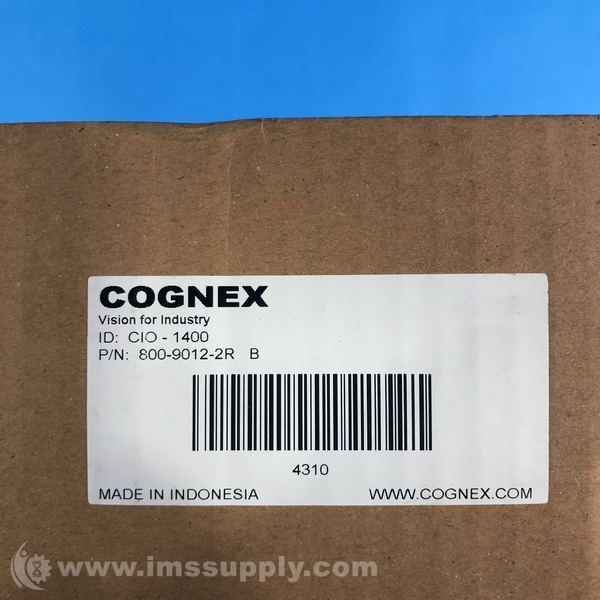 COGNEX
Vision for Industry
ID: CIO - 1400
P/N: 800-9012-2R B
4310
MADE IN INDONESIA WWW.COGNEX.COM
www.imssupply.com